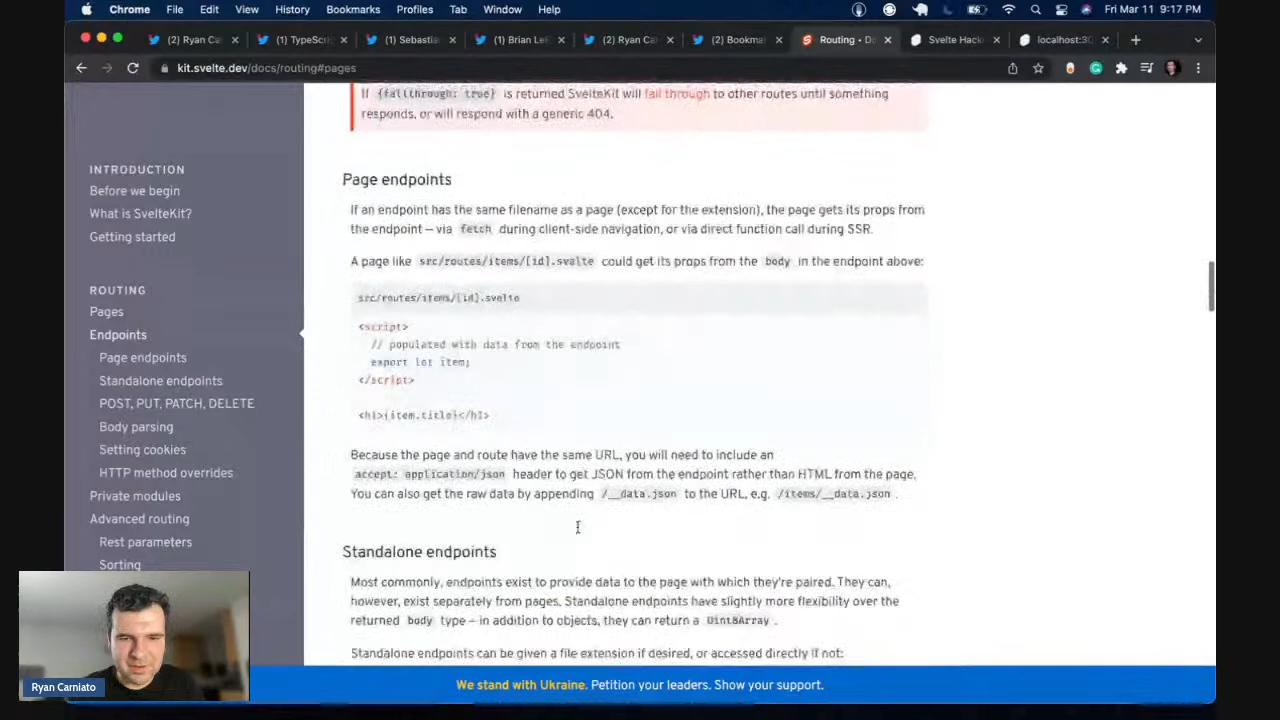 Chrome File Edit View History Bookmarks Profiles Tab Window Help Fri Mar 11 9:17 PM
(2) Ryan Ca (1) TypeScri (1) Sebastia (1) Brian Le (2) Ryan Ca (2) Bookma Routing • Do Svelte Hack localhost:30
kit.svelte.dev/docs/routing#pages
INTRODUCTION
Before we begin
What is SvelteKit?
Getting started
ROUTING
Pages
Endpoints
Page endpoints
Standalone endpoints
POST, PUT, PATCH, DELETE
Body parsing
Setting cookies
HTTP method overrides
Private modules
Advanced routing
Rest parameters
Sorting
If {fallthrough: true} is returned SvelteKit will fall through to other routes until something
responds, or will respond with a generic 404.
Page endpoints
If an endpoint has the same filename as a page (except for the extension), the page gets its props from
the endpoint — via fetch during client-side navigation, or via direct function call during SSR.
A page like src/routes/items/[id].svelte could get its props from the body in the endpoint above:
src/routes/items/[id].svelte
<script>
// populated with data from the endpoint
export let item;
</script>
<h1>{item.title}</h1>
Because the page and route have the same URL, you will need to include an
accept: application/json header to get JSON from the endpoint rather than HTML from the page.
You can also get the raw data by appending /__data.json to the URL, e.g. /items/__data.json .
Standalone endpoints
Most commonly, endpoints exist to provide data to the page with which they're paired. They can,
however, exist separately from pages. Standalone endpoints have slightly more flexibility over the
returned body type — in addition to objects, they can return a Uint8Array .
Standalone endpoints can be given a file extension if desired, or accessed directly if not:
We stand with Ukraine. Petition your leaders. Show your support.
Ryan Carniato